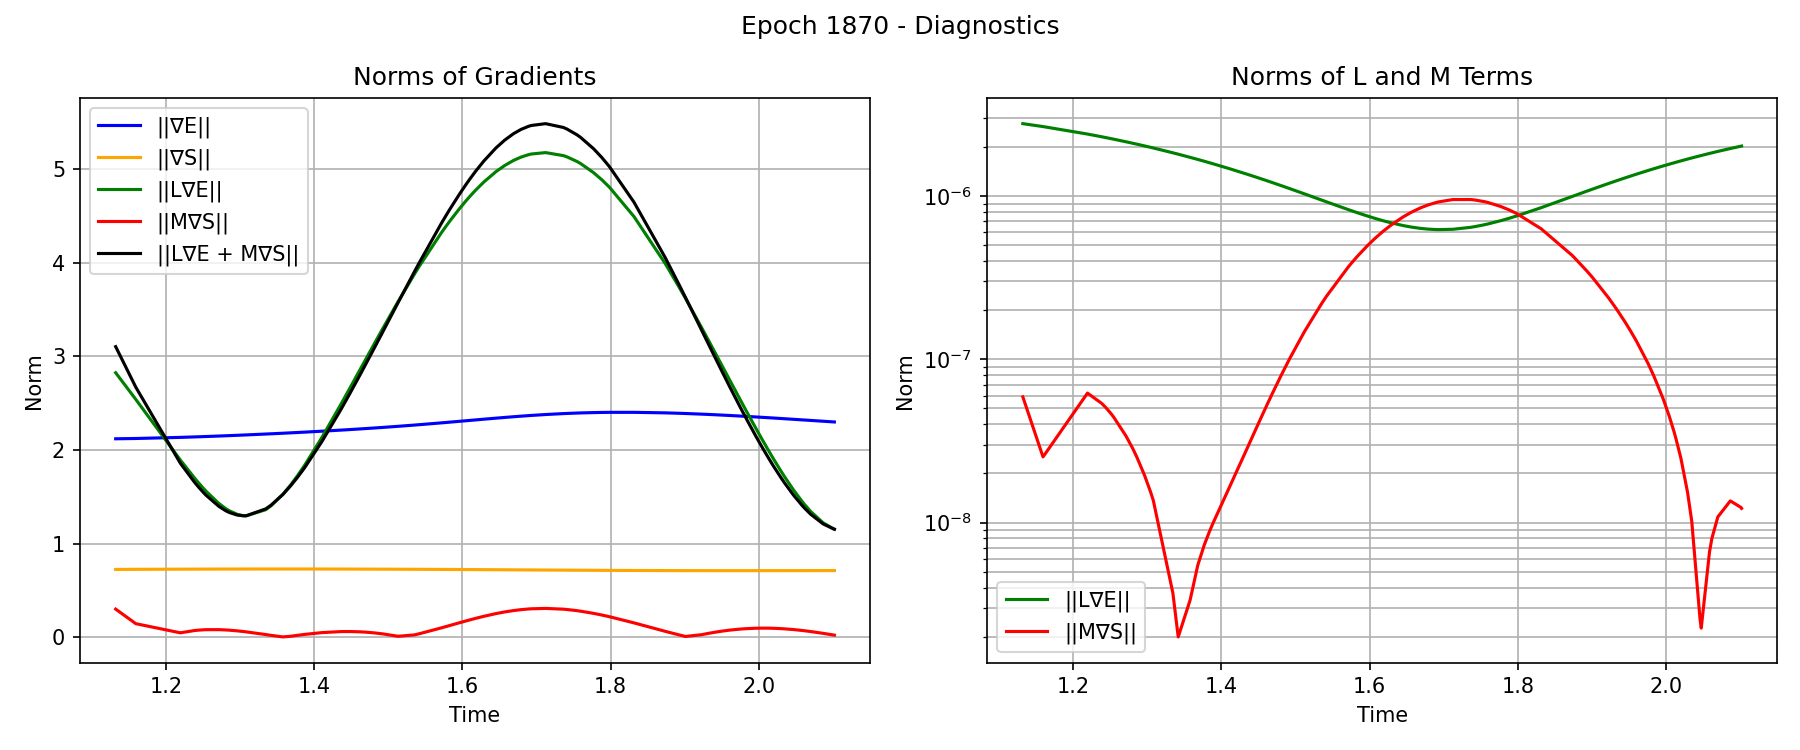 Epoch 1870 - Diagnostics
Norms of Gradients
||∇E||
||∇S||
||L∇E||
||M∇S||
||L∇E + M∇S||
5
4
3
2
1
0
Norm
1.2 1.4 1.6 1.8 2.0
Time
Norms of L and M Terms
10⁻⁶
10⁻⁷
10⁻⁸
Norm
||L∇E||
||M∇S||
1.2 1.4 1.6 1.8 2.0
Time